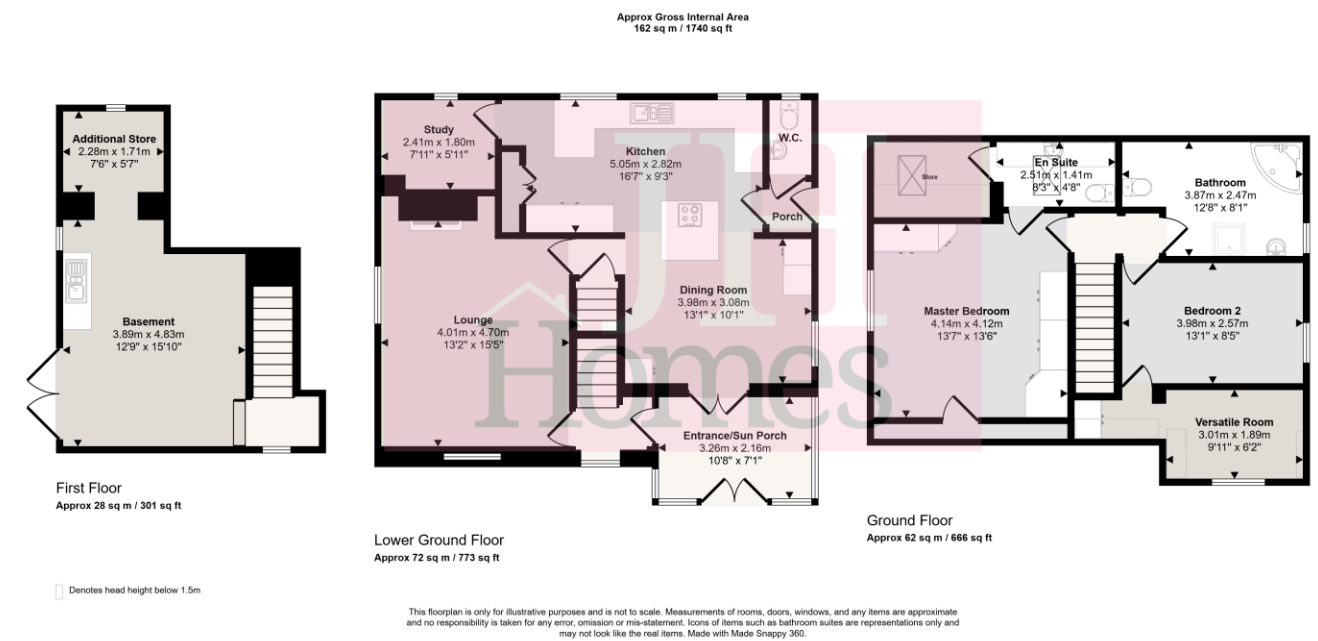 Approx Gross Internal Area
162 sq m / 1740 sq ft
Additional Store
2.28m x 1.71m
7'6" x 5'7"
Basement
3.89m x 4.83m
12'9" x 15'10"
First Floor
Approx 28 sq m / 301 sq ft
Denotes head height below 1.5m
Study
2.41m x 1.80m
7'11" x 5'11"
Kitchen
5.05m x 2.82m
16'7" x 9'3"
W.C.
Porch
Lounge
4.01m x 4.70m
13'2" x 15'5"
Dining Room
3.98m x 3.08m
13'1" x 10'1"
Entrance/Sun Porch
3.26m x 2.16m
10'8" x 7'1"
Lower Ground Floor
Approx 72 sq m / 773 sq ft
Homes
Store
En Suite
2.51m x 1.41m
8'3" x 4'8"
Bathroom
3.87m x 2.47m
12'8" x 8'1"
Master Bedroom
4.14m x 4.12m
13'7" x 13'6"
Bedroom 2
3.98m x 2.57m
13'1" x 8'5"
Versatile Room
3.01m x 1.89m
9'11" x 6'2"
Ground Floor
Approx 62 sq m / 666 sq ft
This floorplan is only for illustrative purposes and is not to scale. Measurements of rooms, doors, windows, and any items are approximate
and no responsibility is taken for any error, omission or mis-statement. Icons of items such as bathroom suites are representations only and
may not look like the real items. Made with Made Snappy 360.